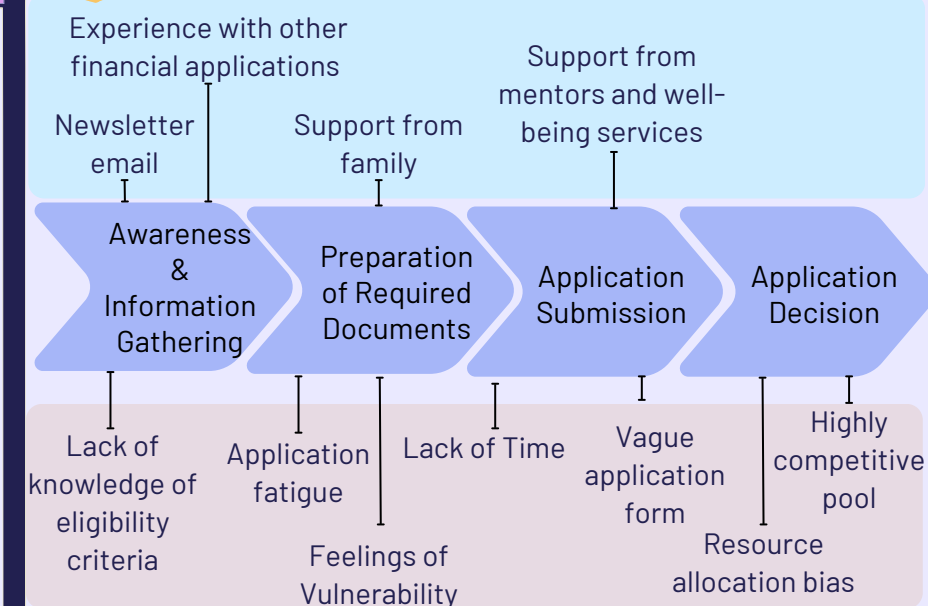 Experience with other
financial applications
Newsletter
email
Support from
family
Support from
mentors and well-
being services
Awareness
&
Information
Gathering
Preparation
of Required
Documents
Application
Submission
Application
Decision
Lack of
knowledge of
eligibility
criteria
Application
fatigue
Feelings of
Vulnerability
Lack of Time
Vague
application
form
Resource
allocation bias
Highly
competitive
pool